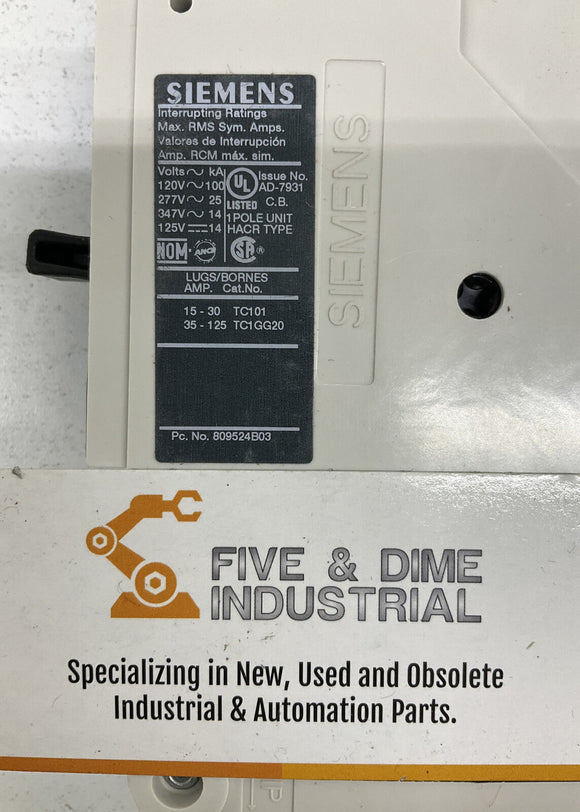 SIEMENS
Interrupting Ratings
Max. RMS Sym. Amps.
Valores de Interrupción
Amp. RCM máx. sim.
Volts∿ kA
120V∿ 100
277V∿ 25
347V∿ 14
125V⎓ 14
UL
LISTED
Issue No.
AD-7931
C.B.
1 POLE UNIT
HACR TYPE
NOM
ANCE
SA ®
LUGS/BORNES
AMP. Cat.No.
15 - 30 TC101
35 - 125 TC1GG20
Pc. No. 809524B03
SIEMENS
FIVE & DIME
INDUSTRIAL
Specializing in New, Used and Obsolete
Industrial & Automation Parts.